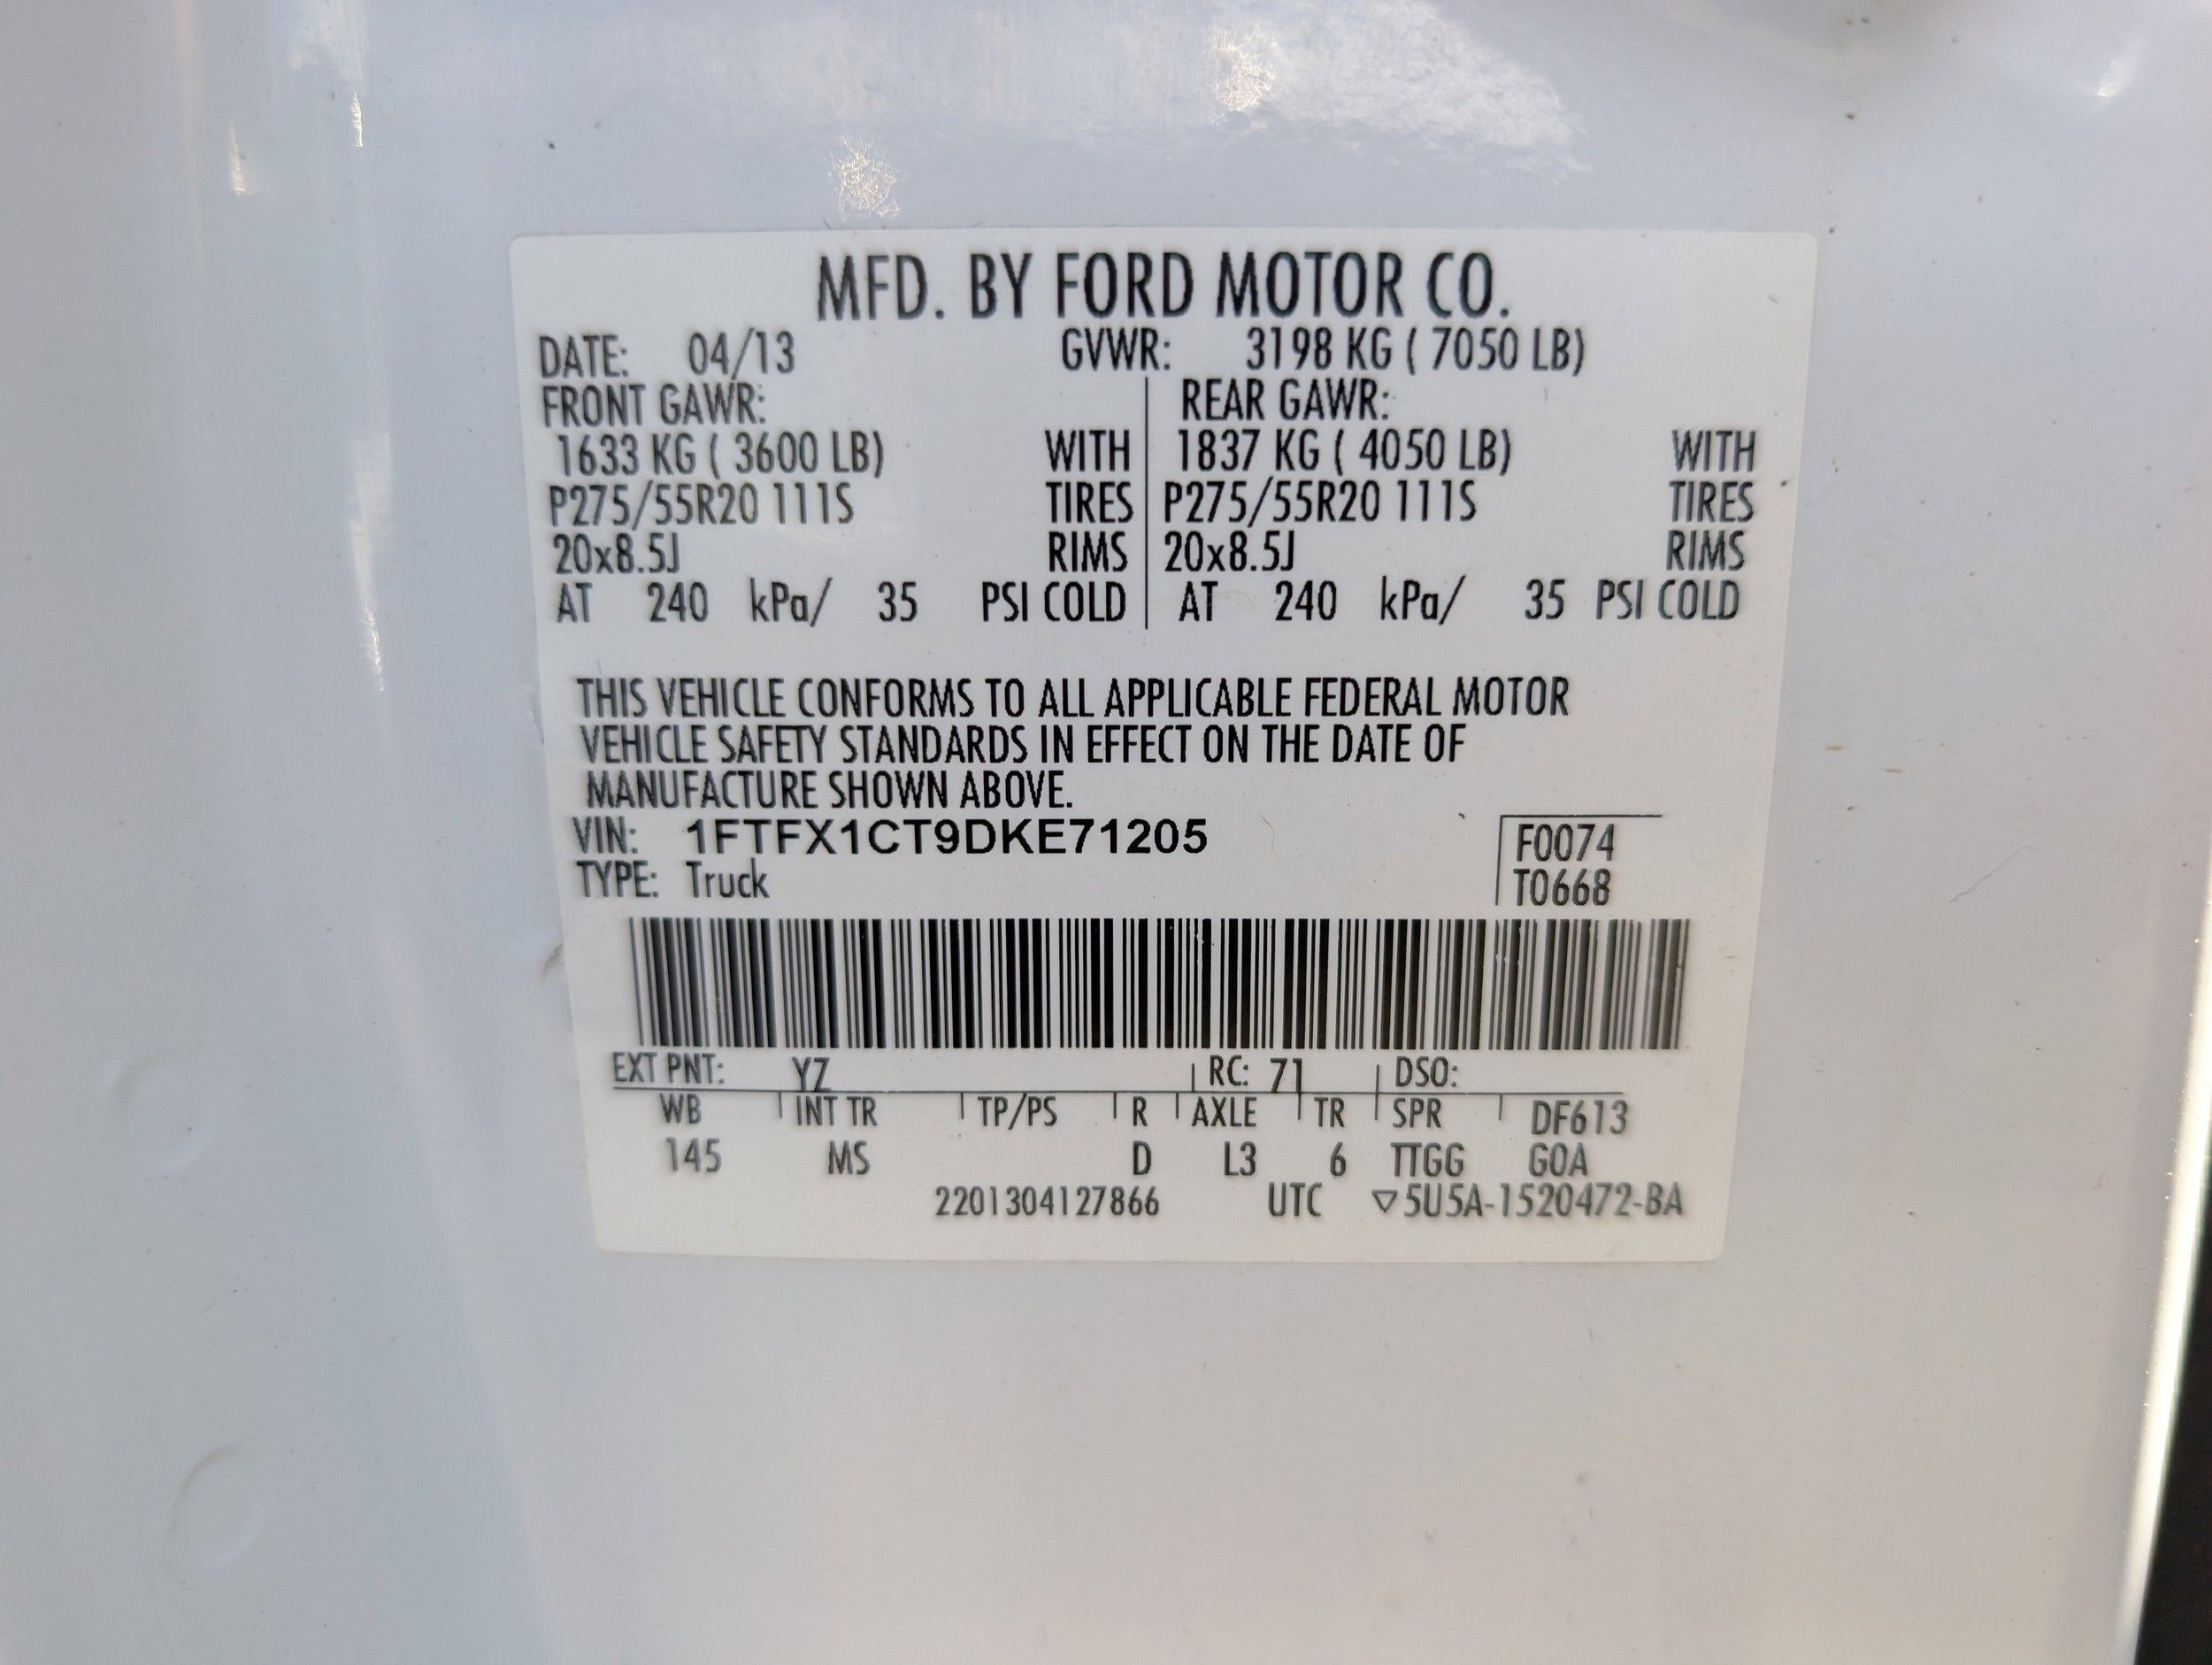 MFD. BY FORD MOTOR CO.
DATE: 04/13 GVWR: 3198 KG ( 7050 LB)
FRONT GAWR: REAR GAWR:
1633 KG ( 3600 LB) WITH 1837 KG ( 4050 LB) WITH
P275/55R20 111S TIRES P275/55R20 111S TIRES
20x8.5J RIMS 20x8.5J RIMS
AT 240 kPa/ 35 PSI COLD AT 240 kPa/ 35 PSI COLD
THIS VEHICLE CONFORMS TO ALL APPLICABLE FEDERAL MOTOR
VEHICLE SAFETY STANDARDS IN EFFECT ON THE DATE OF
MANUFACTURE SHOWN ABOVE.
VIN: 1FTFX1CT9DKE71205 F0074
TYPE: Truck T0668
EXT PNT: YZ RC: 71 DSO:
WB INT TR TP/PS R AXLE TR SPR DF613
145 MS D L3 6 TTGG GOA
2201304127866 UTC ▽5U5A-1520472-BA